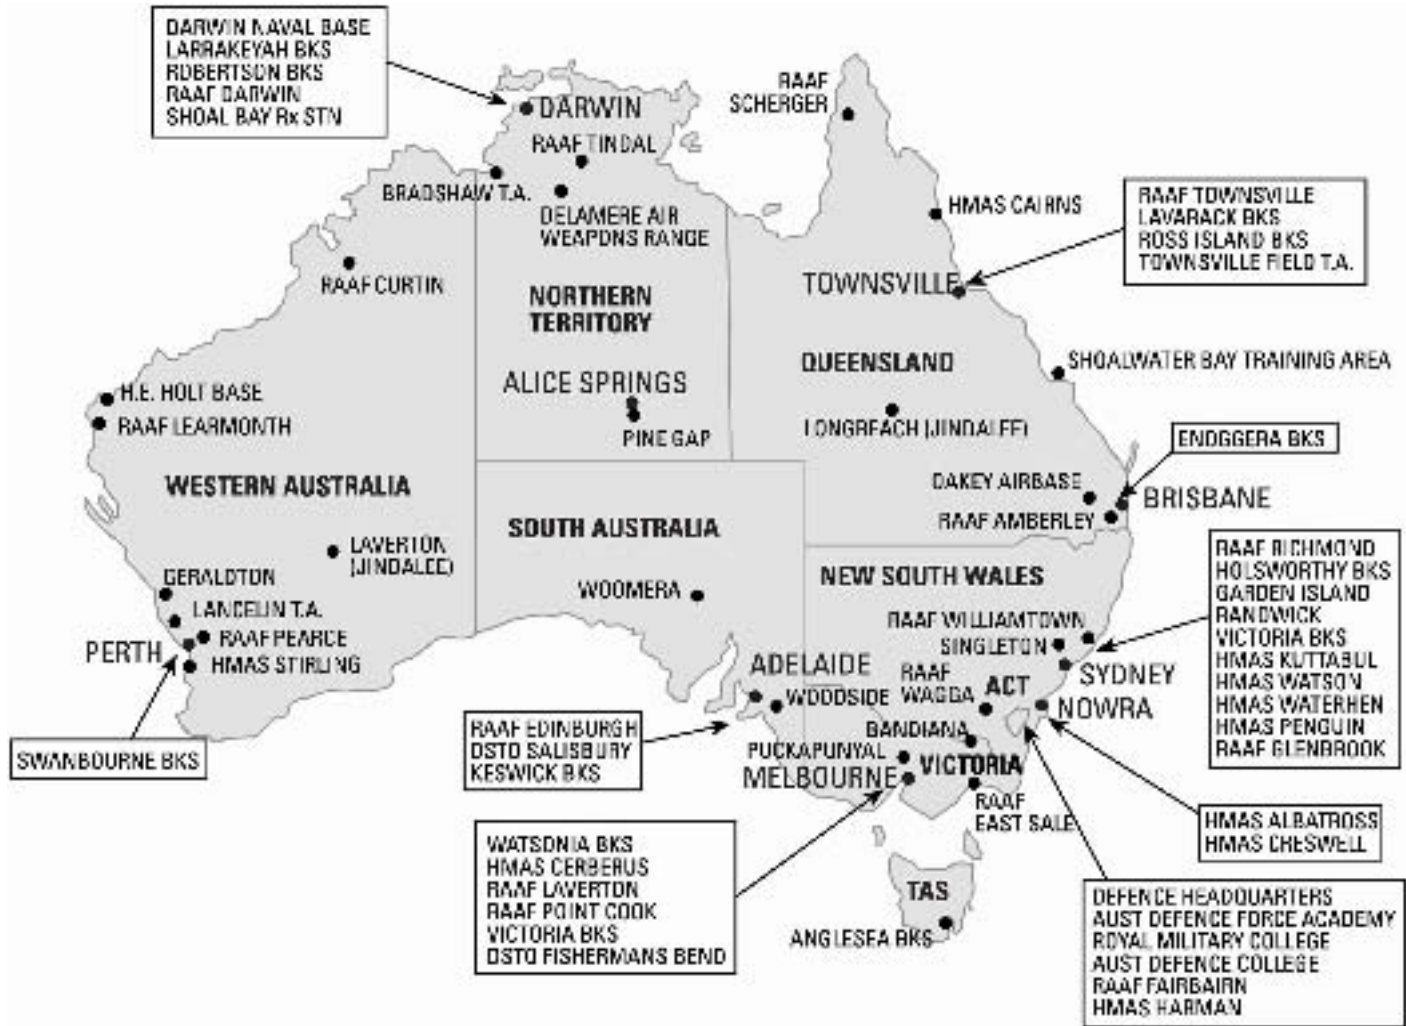 DARWIN NAVAL BASE
LARRAKEYAH BKS
ROBERTSON BKS
RAAF DARWIN
SHOAL BAY Rx STN
DARWIN
RAAF TINDAL
BRADSHAW T.A.
DELAMERE AIR
WEAPONS RANGE
RAAF
SCHERGER
HMAS CAIRNS
RAAF TOWNSVILLE
LAVARACK BKS
ROSS ISLAND BKS
TOWNSVILLE FIELD T.A.
TOWNSVILLE
RAAF CURTIN
NORTHERN
TERRITORY
QUEENSLAND
SHOALWATER BAY TRAINING AREA
ALICE SPRINGS
PINE GAP
LONGREACH (JINDALEE)
H.E. HOLT BASE
RAAF LEARMONTH
ENDGGERA BKS
WESTERN AUSTRALIA
SOUTH AUSTRALIA
OAKEY AIRBASE
BRISBANE
RAAF AMBERLEY
LAVERTON
(JINDALEE)
GERALDTON
LANCELIN T.A.
PERTH
RAAF PEARCE
HMAS STIRLING
SWANBOURNE BKS
WOOMERA
NEW SOUTH WALES
RAAF WILLIAMTOWN
SINGLETON
RAAF RICHMOND
HOLSWORTHY BKS
GARDEN ISLAND
RANDWICK
VICTORIA BKS
HMAS KUTTABUL
HMAS WATSON
HMAS WATERHEN
HMAS PENGUIN
RAAF GLENBROOK
SYDNEY
ADELAIDE
WOODSIDE
RAAF
WAGGA
ACT
NOWRA
RAAF EDINBURGH
DSTO SALISBURY
KESWICK BKS
BANDIANA
PUCKAPUNYAL
MELBOURNE
VICTORIA
RAAF
EAST SALE
HMAS ALBATROSS
HMAS CRESWELL
WATSONIA BKS
HMAS CERBERUS
RAAF LAVERTON
RAAF POINT COOK
VICTORIA BKS
DSTO FISHERMANS BEND
TAS
ANGLESEA BKS
DEFENCE HEADQUARTERS
AUST DEFENCE FORCE ACADEMY
ROYAL MILITARY COLLEGE
AUST DEFENCE COLLEGE
RAAF FAIRBAIRN
HMAS HARMAN